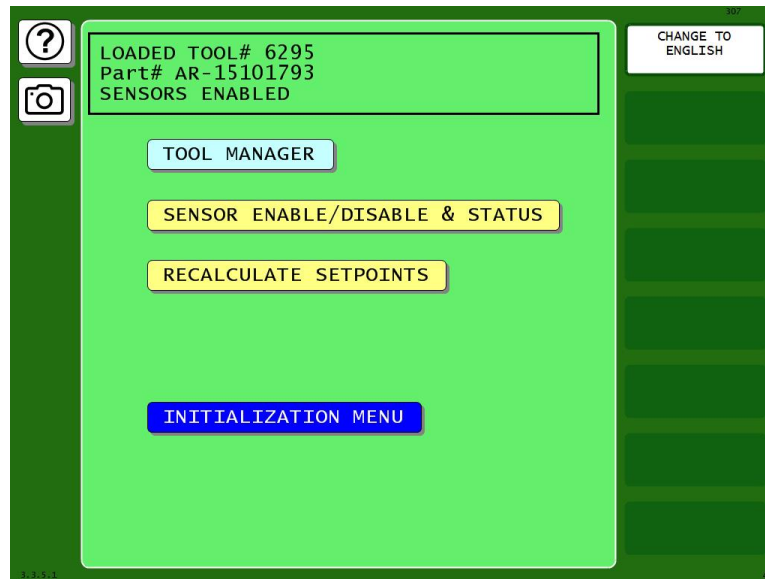 307
CHANGE TO
ENGLISH
LOADED TOOL# 6295
Part# AR-15101793
SENSORS ENABLED
TOOL MANAGER
SENSOR ENABLE/DISABLE & STATUS
RECALCULATE SETPOINTS
INITIALIZATION MENU
3.3.5.1